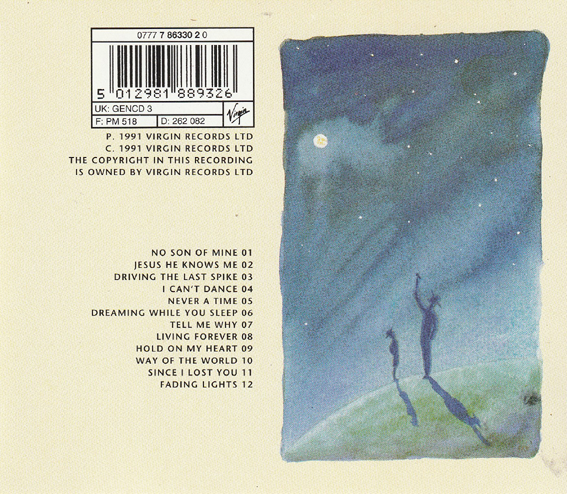 0777 7 86330 2 0
5 012981 889326
UK: GENCD 3
F: PM 518 D: 262 082 Virgin
P. 1991 VIRGIN RECORDS LTD
C. 1991 VIRGIN RECORDS LTD
THE COPYRIGHT IN THIS RECORDING
IS OWNED BY VIRGIN RECORDS LTD
NO SON OF MINE 01
JESUS HE KNOWS ME 02
DRIVING THE LAST SPIKE 03
I CAN'T DANCE 04
NEVER A TIME 05
DREAMING WHILE YOU SLEEP 06
TELL ME WHY 07
LIVING FOREVER 08
HOLD ON MY HEART 09
WAY OF THE WORLD 10
SINCE I LOST YOU 11
FADING LIGHTS 12